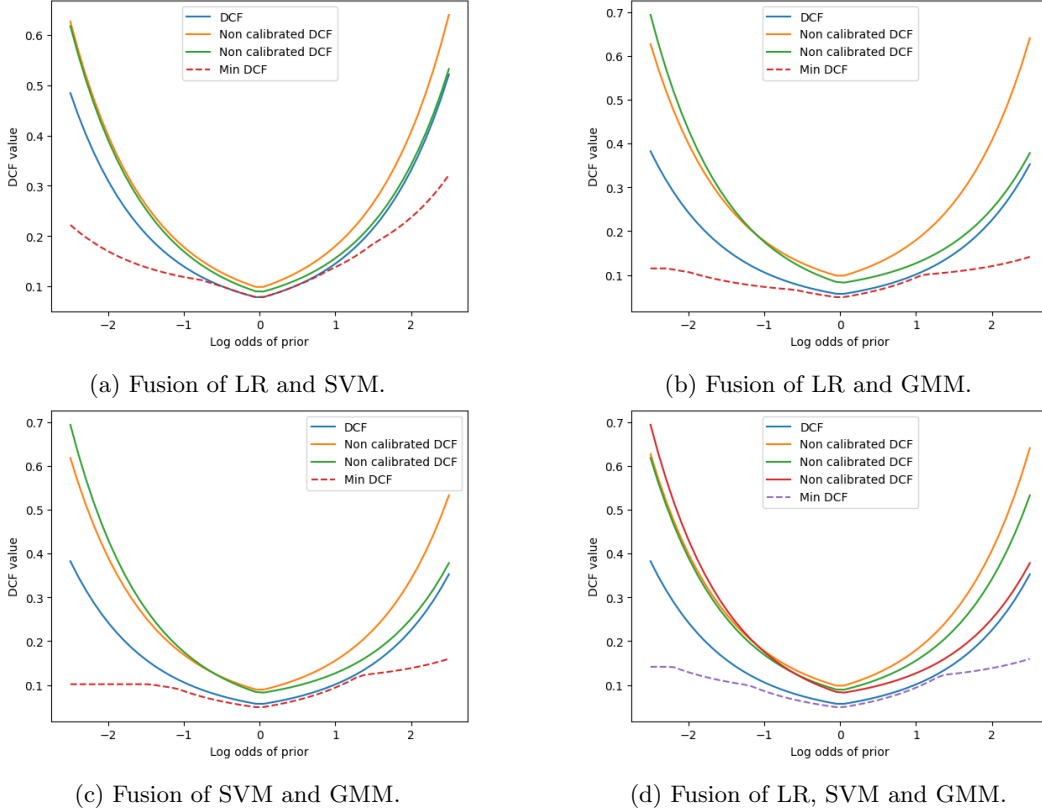 DCF
Non calibrated DCF
Non calibrated DCF
Min DCF
0.6
0.5
0.4
0.3
0.2
0.1
DCF value
−2
−1
0
1
2
Log odds of prior
(a) Fusion of LR and SVM.
DCF
Non calibrated DCF
Non calibrated DCF
Min DCF
0.7
0.6
0.5
0.4
0.3
0.2
0.1
DCF value
−2
−1
0
1
2
Log odds of prior
(b) Fusion of LR and GMM.
DCF
Non calibrated DCF
Non calibrated DCF
Min DCF
0.7
0.6
0.5
0.4
0.3
0.2
0.1
DCF value
−2
−1
0
1
2
Log odds of prior
(c) Fusion of SVM and GMM.
DCF
Non calibrated DCF
Non calibrated DCF
Non calibrated DCF
Min DCF
0.7
0.6
0.5
0.4
0.3
0.2
0.1
DCF value
−2
−1
0
1
2
Log odds of prior
(d) Fusion of LR, SVM and GMM.